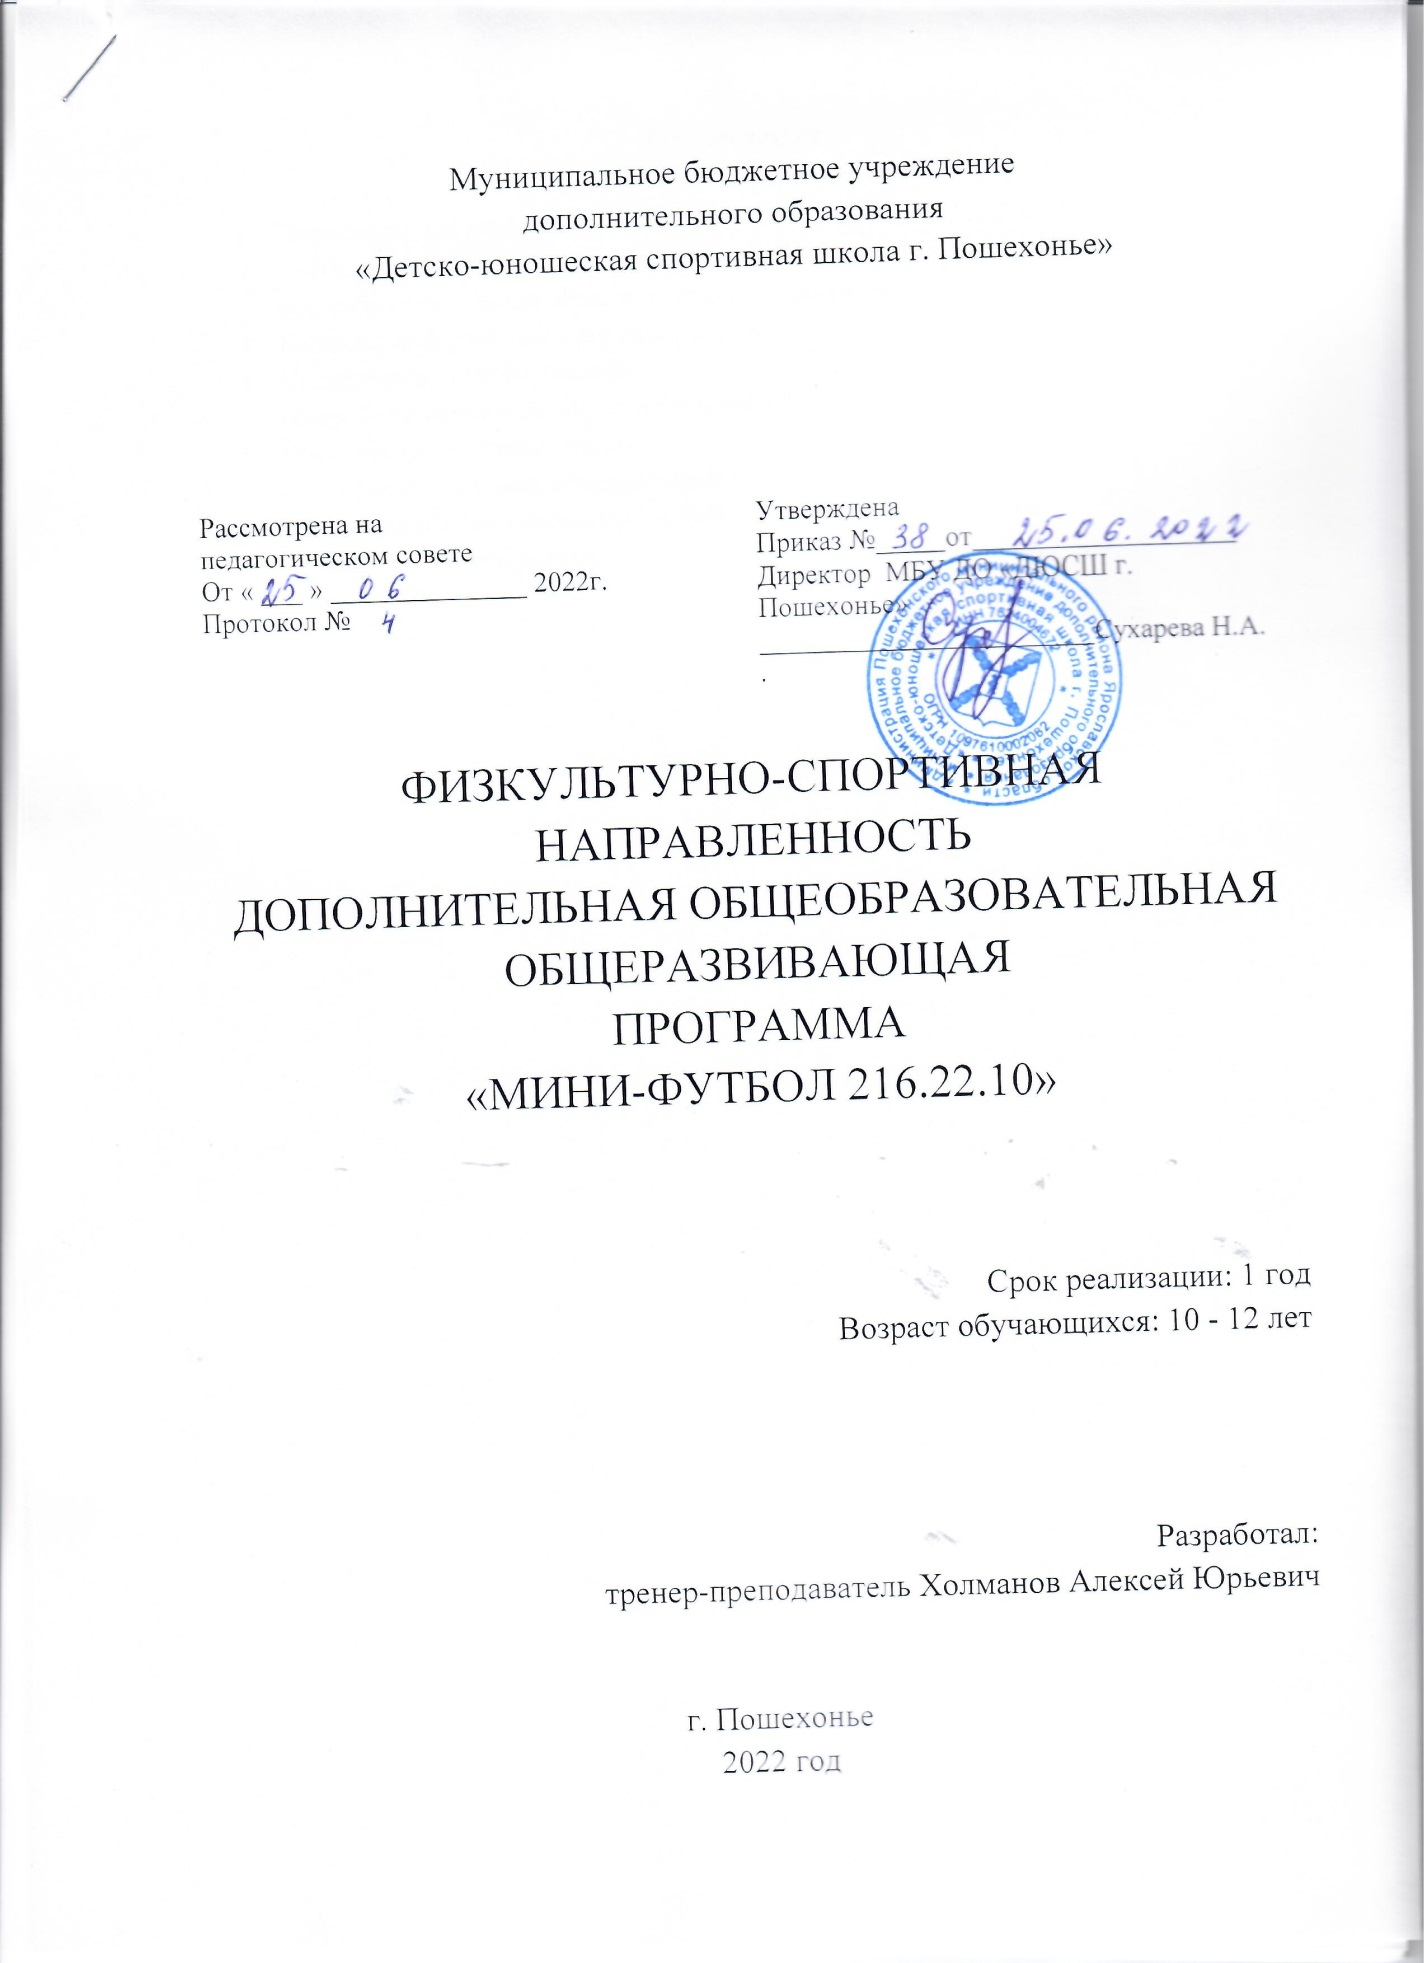 Муниципальное бюджетное учреждение
дополнительного образования
«Детско-юношеская спортивная школа г. Пошехонье»
Рассмотрена на
педагогическом совете
От « 25 » 06 2022г.
Протокол № 4
Утверждена
Приказ № 38 от 25.06.2022
Директор МБУ ДО «ДЮСШ г.
Пошехонье»
Сухарева Н.А.
.
ОГРН 1097610002082
ФИЗКУЛЬТУРНО-СПОРТИВНАЯ
НАПРАВЛЕННОСТЬ
ДОПОЛНИТЕЛЬНАЯ ОБЩЕОБРАЗОВАТЕЛЬНАЯ
ОБЩЕРАЗВИВАЮЩАЯ
ПРОГРАММА
«МИНИ-ФУТБОЛ 216.22.10»
Срок реализации: 1 год
Возраст обучающихся: 10 - 12 лет
Разработал:
тренер-преподаватель Холманов Алексей Юрьевич
г. Пошехонье
2022 год